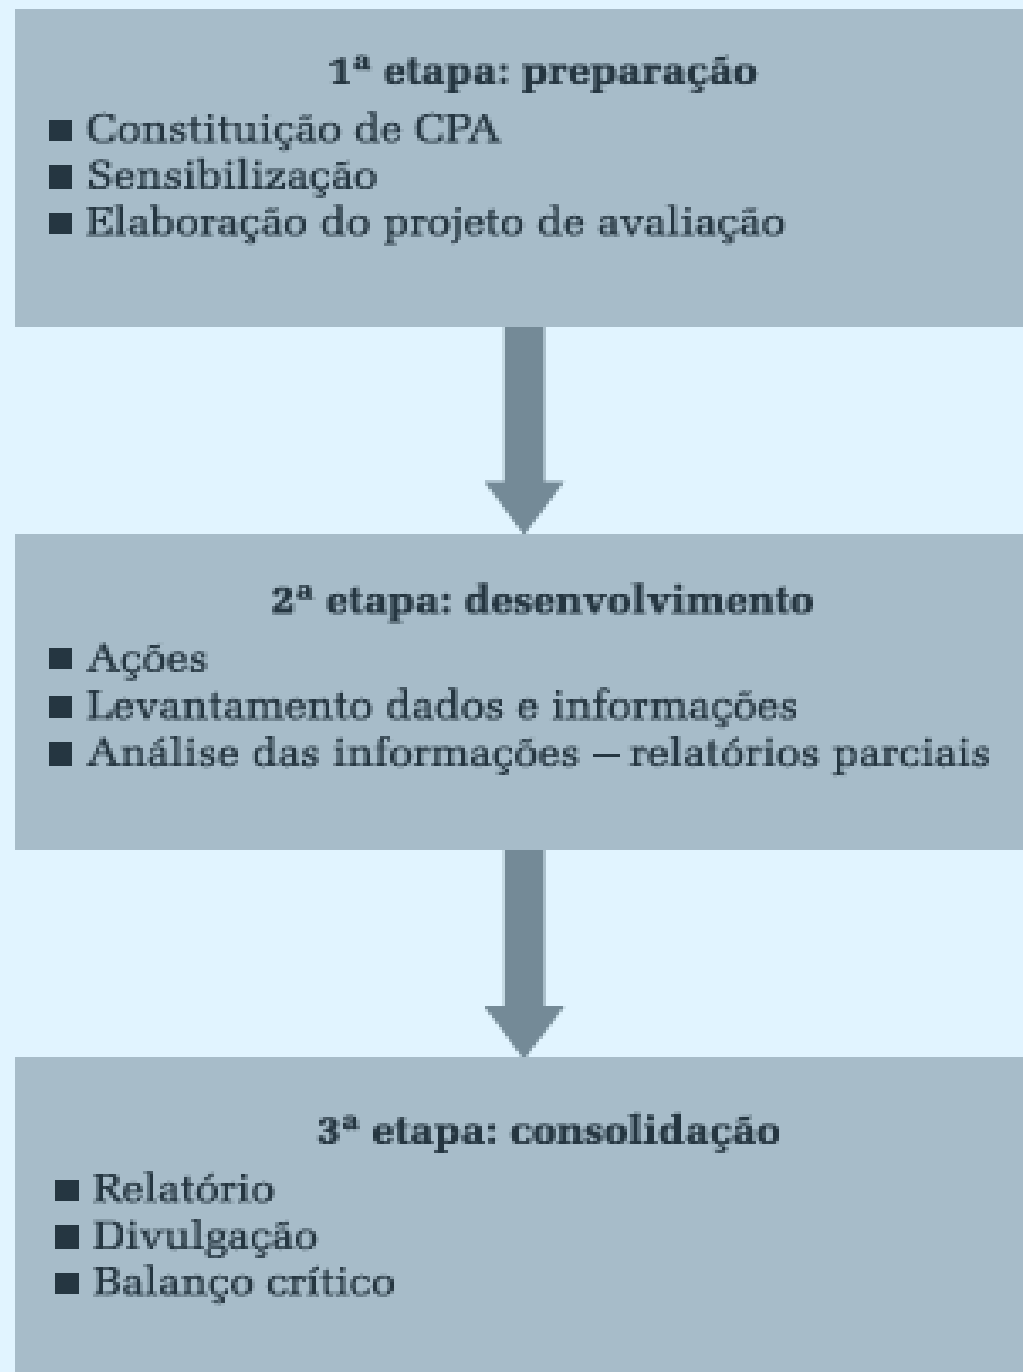 1ª etapa: preparação
■ Constituição de CPA
■ Sensibilização
■ Elaboração do projeto de avaliação
2ª etapa: desenvolvimento
■ Ações
■ Levantamento dados e informações
■ Análise das informações – relatórios parciais
3ª etapa: consolidação
■ Relatório
■ Divulgação
■ Balanço crítico